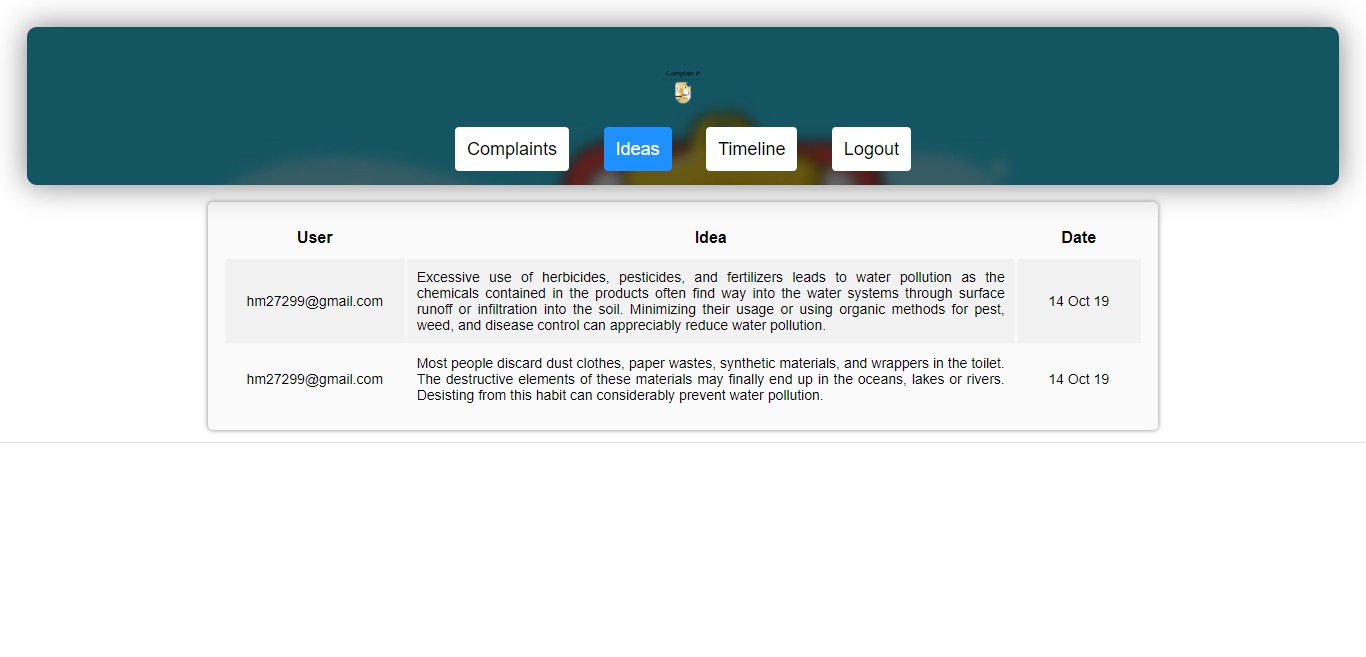 Complain It
Complaints Ideas Timeline Logout
User Idea Date
hm27299@gmail.com
Excessive use of herbicides, pesticides, and fertilizers leads to water pollution as the
chemicals contained in the products often find way into the water systems through surface
runoff or infiltration into the soil. Minimizing their usage or using organic methods for pest,
weed, and disease control can appreciably reduce water pollution.
14 Oct 19
hm27299@gmail.com
Most people discard dust clothes, paper wastes, synthetic materials, and wrappers in the toilet.
The destructive elements of these materials may finally end up in the oceans, lakes or rivers.
Desisting from this habit can considerably prevent water pollution.
14 Oct 19